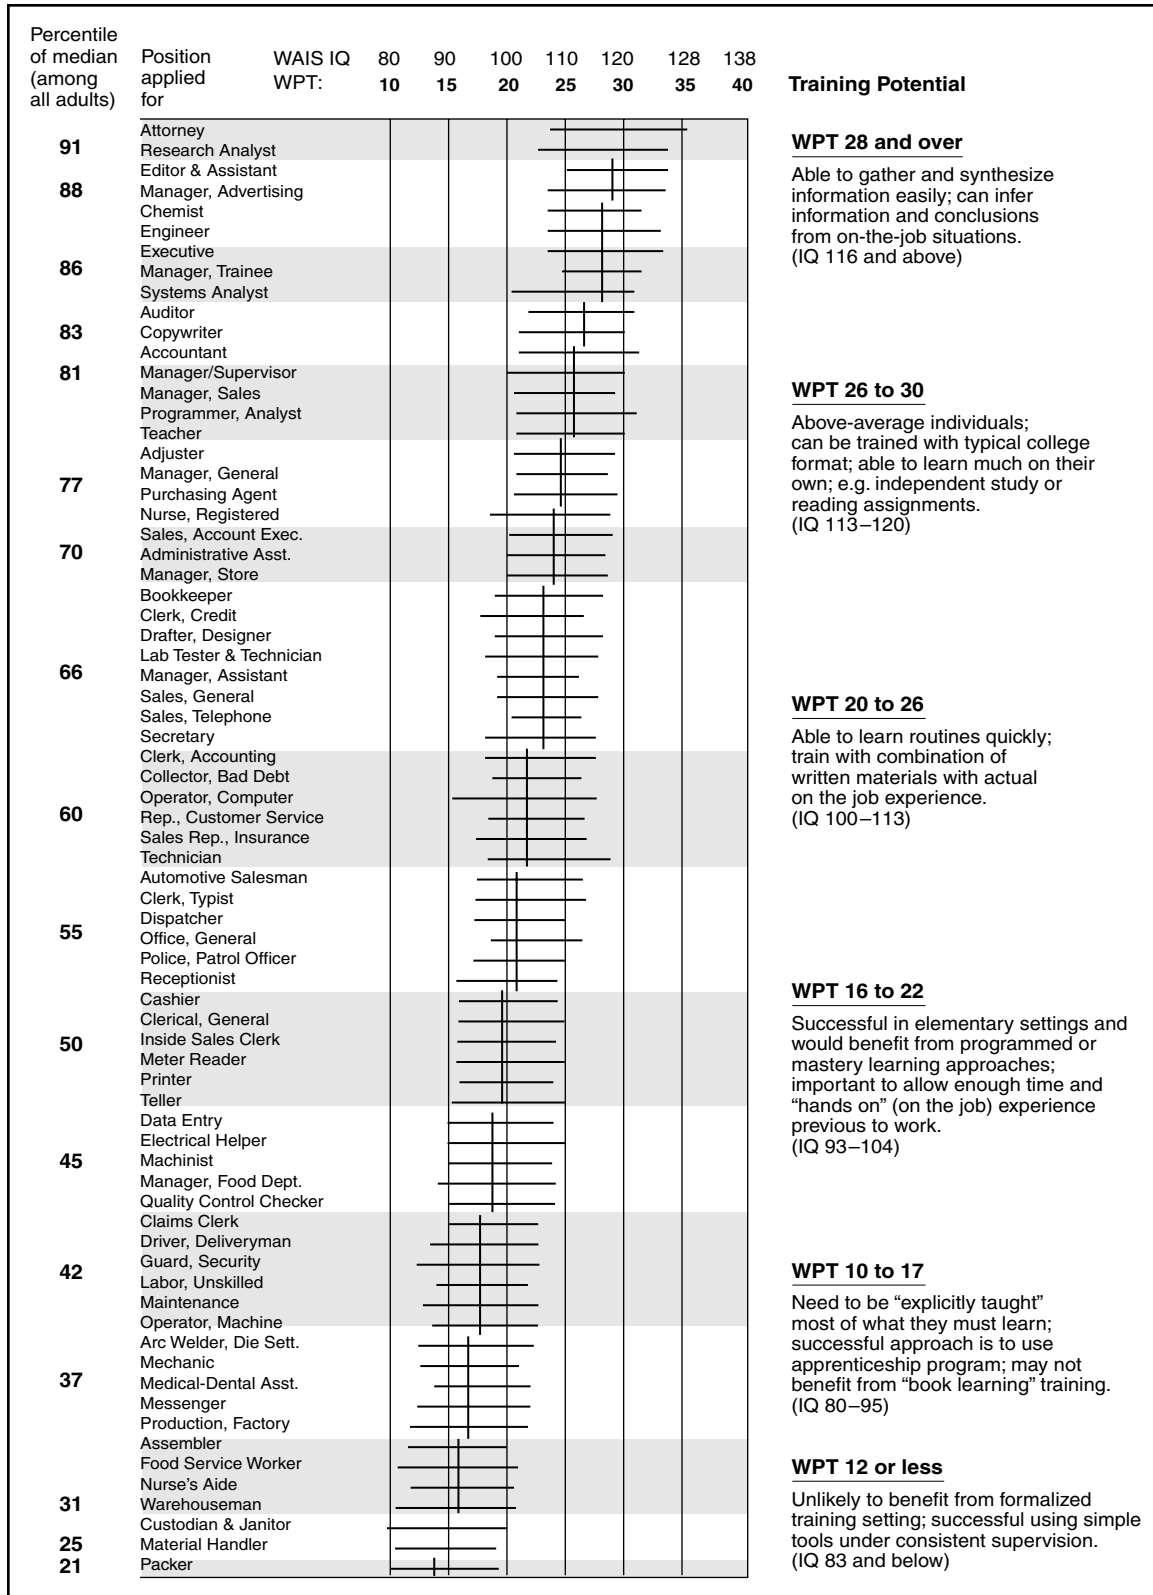 Percentile
of median
(among
all adults)
Position
applied
for
WAIS IQ 80 90 100 110 120 128 138
WPT: 10 15 20 25 30 35 40
Training Potential
91
Attorney
Research Analyst
88
Editor & Assistant
Manager, Advertising
Chemist
Engineer
86
Executive
Manager, Trainee
Systems Analyst
83
Auditor
Copywriter
Accountant
81
Manager/Supervisor
Manager, Sales
Programmer, Analyst
Teacher
77
Adjuster
Manager, General
Purchasing Agent
Nurse, Registered
70
Sales, Account Exec.
Administrative Asst.
Manager, Store
66
Bookkeeper
Clerk, Credit
Drafter, Designer
Lab Tester & Technician
Manager, Assistant
Sales, General
Sales, Telephone
Secretary
60
Clerk, Accounting
Collector, Bad Debt
Operator, Computer
Rep., Customer Service
Sales Rep., Insurance
Technician
55
Automotive Salesman
Clerk, Typist
Dispatcher
Office, General
Police, Patrol Officer
Receptionist
50
Cashier
Clerical, General
Inside Sales Clerk
Meter Reader
Printer
Teller
45
Data Entry
Electrical Helper
Machinist
Manager, Food Dept.
Quality Control Checker
42
Claims Clerk
Driver, Deliveryman
Guard, Security
Labor, Unskilled
Maintenance
Operator, Machine
37
Arc Welder, Die Sett.
Mechanic
Medical-Dental Asst.
Messenger
Production, Factory
31
Assembler
Food Service Worker
Nurse's Aide
Warehouseman
25
Custodian & Janitor
Material Handler
21
Packer
WPT 28 and over
Able to gather and synthesize
information easily; can infer
information and conclusions
from on-the-job situations.
(IQ 116 and above)
WPT 26 to 30
Above-average individuals;
can be trained with typical college
format; able to learn much on their
own; e.g. independent study or
reading assignments.
(IQ 113–120)
WPT 20 to 26
Able to learn routines quickly;
train with combination of
written materials with actual
on the job experience.
(IQ 100–113)
WPT 16 to 22
Successful in elementary settings and
would benefit from programmed or
mastery learning approaches;
important to allow enough time and
“hands on” (on the job) experience
previous to work.
(IQ 93–104)
WPT 10 to 17
Need to be “explicitly taught”
most of what they must learn;
successful approach is to use
apprenticeship program; may not
benefit from “book learning” training.
(IQ 80–95)
WPT 12 or less
Unlikely to benefit from formalized
training setting; successful using simple
tools under consistent supervision.
(IQ 83 and below)